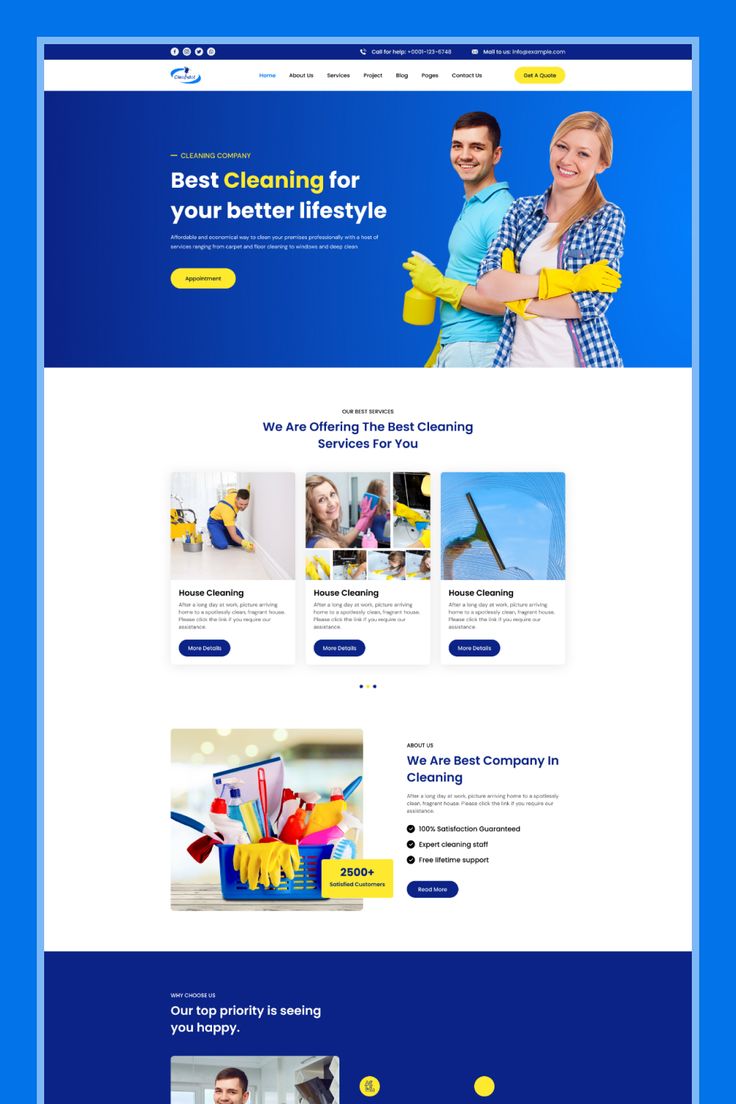 Call for help: +0001-123-6748
Mail to us: Info@example.com
Home
About Us
Services
Project
Blog
Pages
Contact Us
Get A Quote
CLEANING COMPANY
Best Cleaning for
your better lifestyle
Affordable and economical way to clean your premises professionally with a host of
services ranging from carpet and floor cleaning to windows and deep clean.
Appointment
OUR BEST SERVICES
We Are Offering The Best Cleaning
Services For You
House Cleaning
After a long day at work, picture arriving
home to a spotlessly clean, fragrant house.
Please click the link if you require our
assistance.
More Details
House Cleaning
After a long day at work, picture arriving
home to a spotlessly clean, fragrant house.
Please click the link if you require our
assistance.
More Details
House Cleaning
After a long day at work, picture arriving
home to a spotlessly clean, fragrant house.
Please click the link if you require our
assistance.
More Details
2500+
Satisfied Customers
ABOUT US
We Are Best Company In
Cleaning
After a long day at work, picture arriving home to a spotlessly
clean, fragrant house. Please click the link if you require our
assistance.
100% Satisfaction Guaranteed
Expert cleaning staff
Free lifetime support
Read More
WHY CHOOSE US
Our top priority is seeing
you happy.